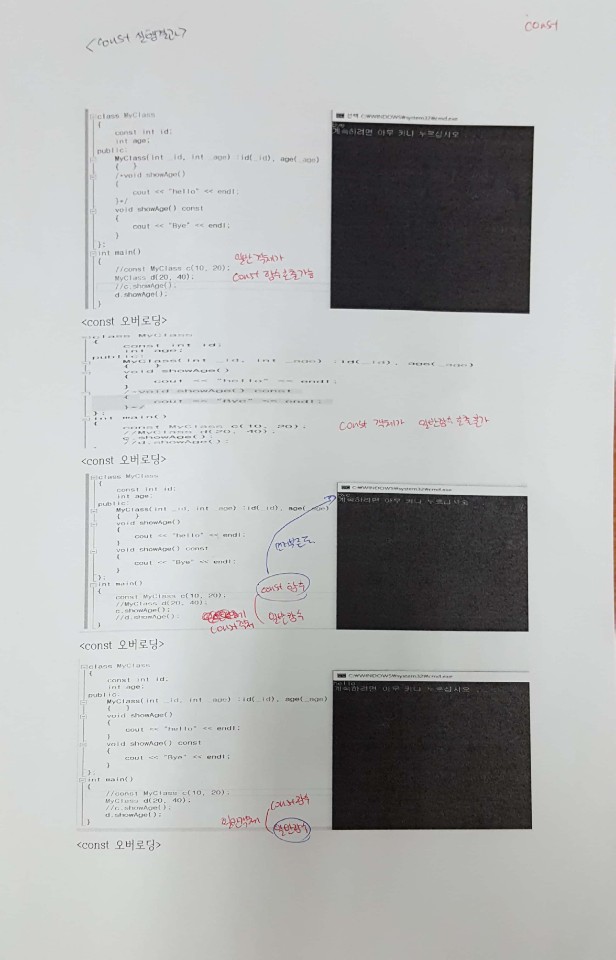 <const 실험결과>
const
class MyClass
{
const int id;
int age;
public:
MyClass(int _id, int _age) :id(_id), age(_age)
{ }
/*void showAge()
{
cout << "hello" << endl;
}*/
void showAge() const
{
cout << "Bye" << endl;
}
};
int main()
{
//const MyClass c(10, 20);
MyClass d(20, 40);
//c.showAge();
d.showAge();
}
선택 C:\WINDOWS\system32\cmd.exe
Bye
계속하려면 아무 키나 누르십시오
일반 객체가
const 함수 호출가능
<const 오버로딩>
class MyClass
{
const int id;
int age;
public:
MyClass(int _id, int _age) :id(_id), age(_age)
{ }
void showAge()
{
cout << "hello" << endl;
}
/*void showAge() const
{
cout << "Bye" << endl;
}*/
};
int main()
{
const MyClass c(10, 20);
//MyClass d(20, 40);
c.showAge();
//d.showAge();
}
const 객체가 일반함수 호출불가
<const 오버로딩>
class MyClass
{
const int id;
int age;
public:
MyClass(int _id, int _age) :id(_id), age(_age)
{ }
void showAge()
{
cout << "hello" << endl;
}
void showAge() const
{
cout << "Bye" << endl;
}
};
int main()
{
const MyClass c(10, 20);
//MyClass d(20, 40);
c.showAge();
//d.showAge();
}
C:\WINDOWS\system32\cmd.exe
Bye
계속하려면 아무 키나 누르십시오
const 함수
const 객체
일반함수
<const 오버로딩>
class MyClass
{
const int id;
int age;
public:
MyClass(int _id, int _age) :id(_id), age(_age)
{ }
void showAge()
{
cout << "hello" << endl;
}
void showAge() const
{
cout << "Bye" << endl;
}
};
int main()
{
//const MyClass c(10, 20);
MyClass d(20, 40);
//c.showAge();
d.showAge();
}
C:\WINDOWS\system32\cmd.exe
hello
계속하려면 아무 키나 누르십시오
const함수
일반객체
일반함수
<const 오버로딩>